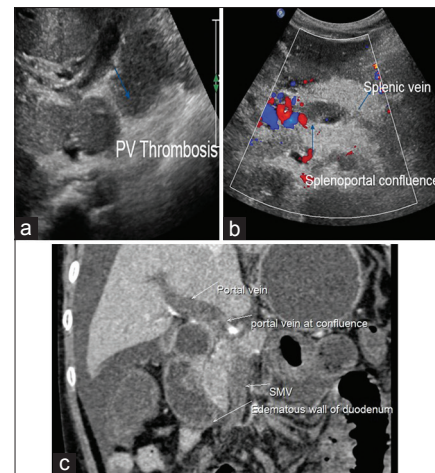 PV Thrombosis
a
Splenic vein
Splenoportal confluence
b
Portal vein
portal vein at confluence
SMV
Edematous wall of duodenum
c